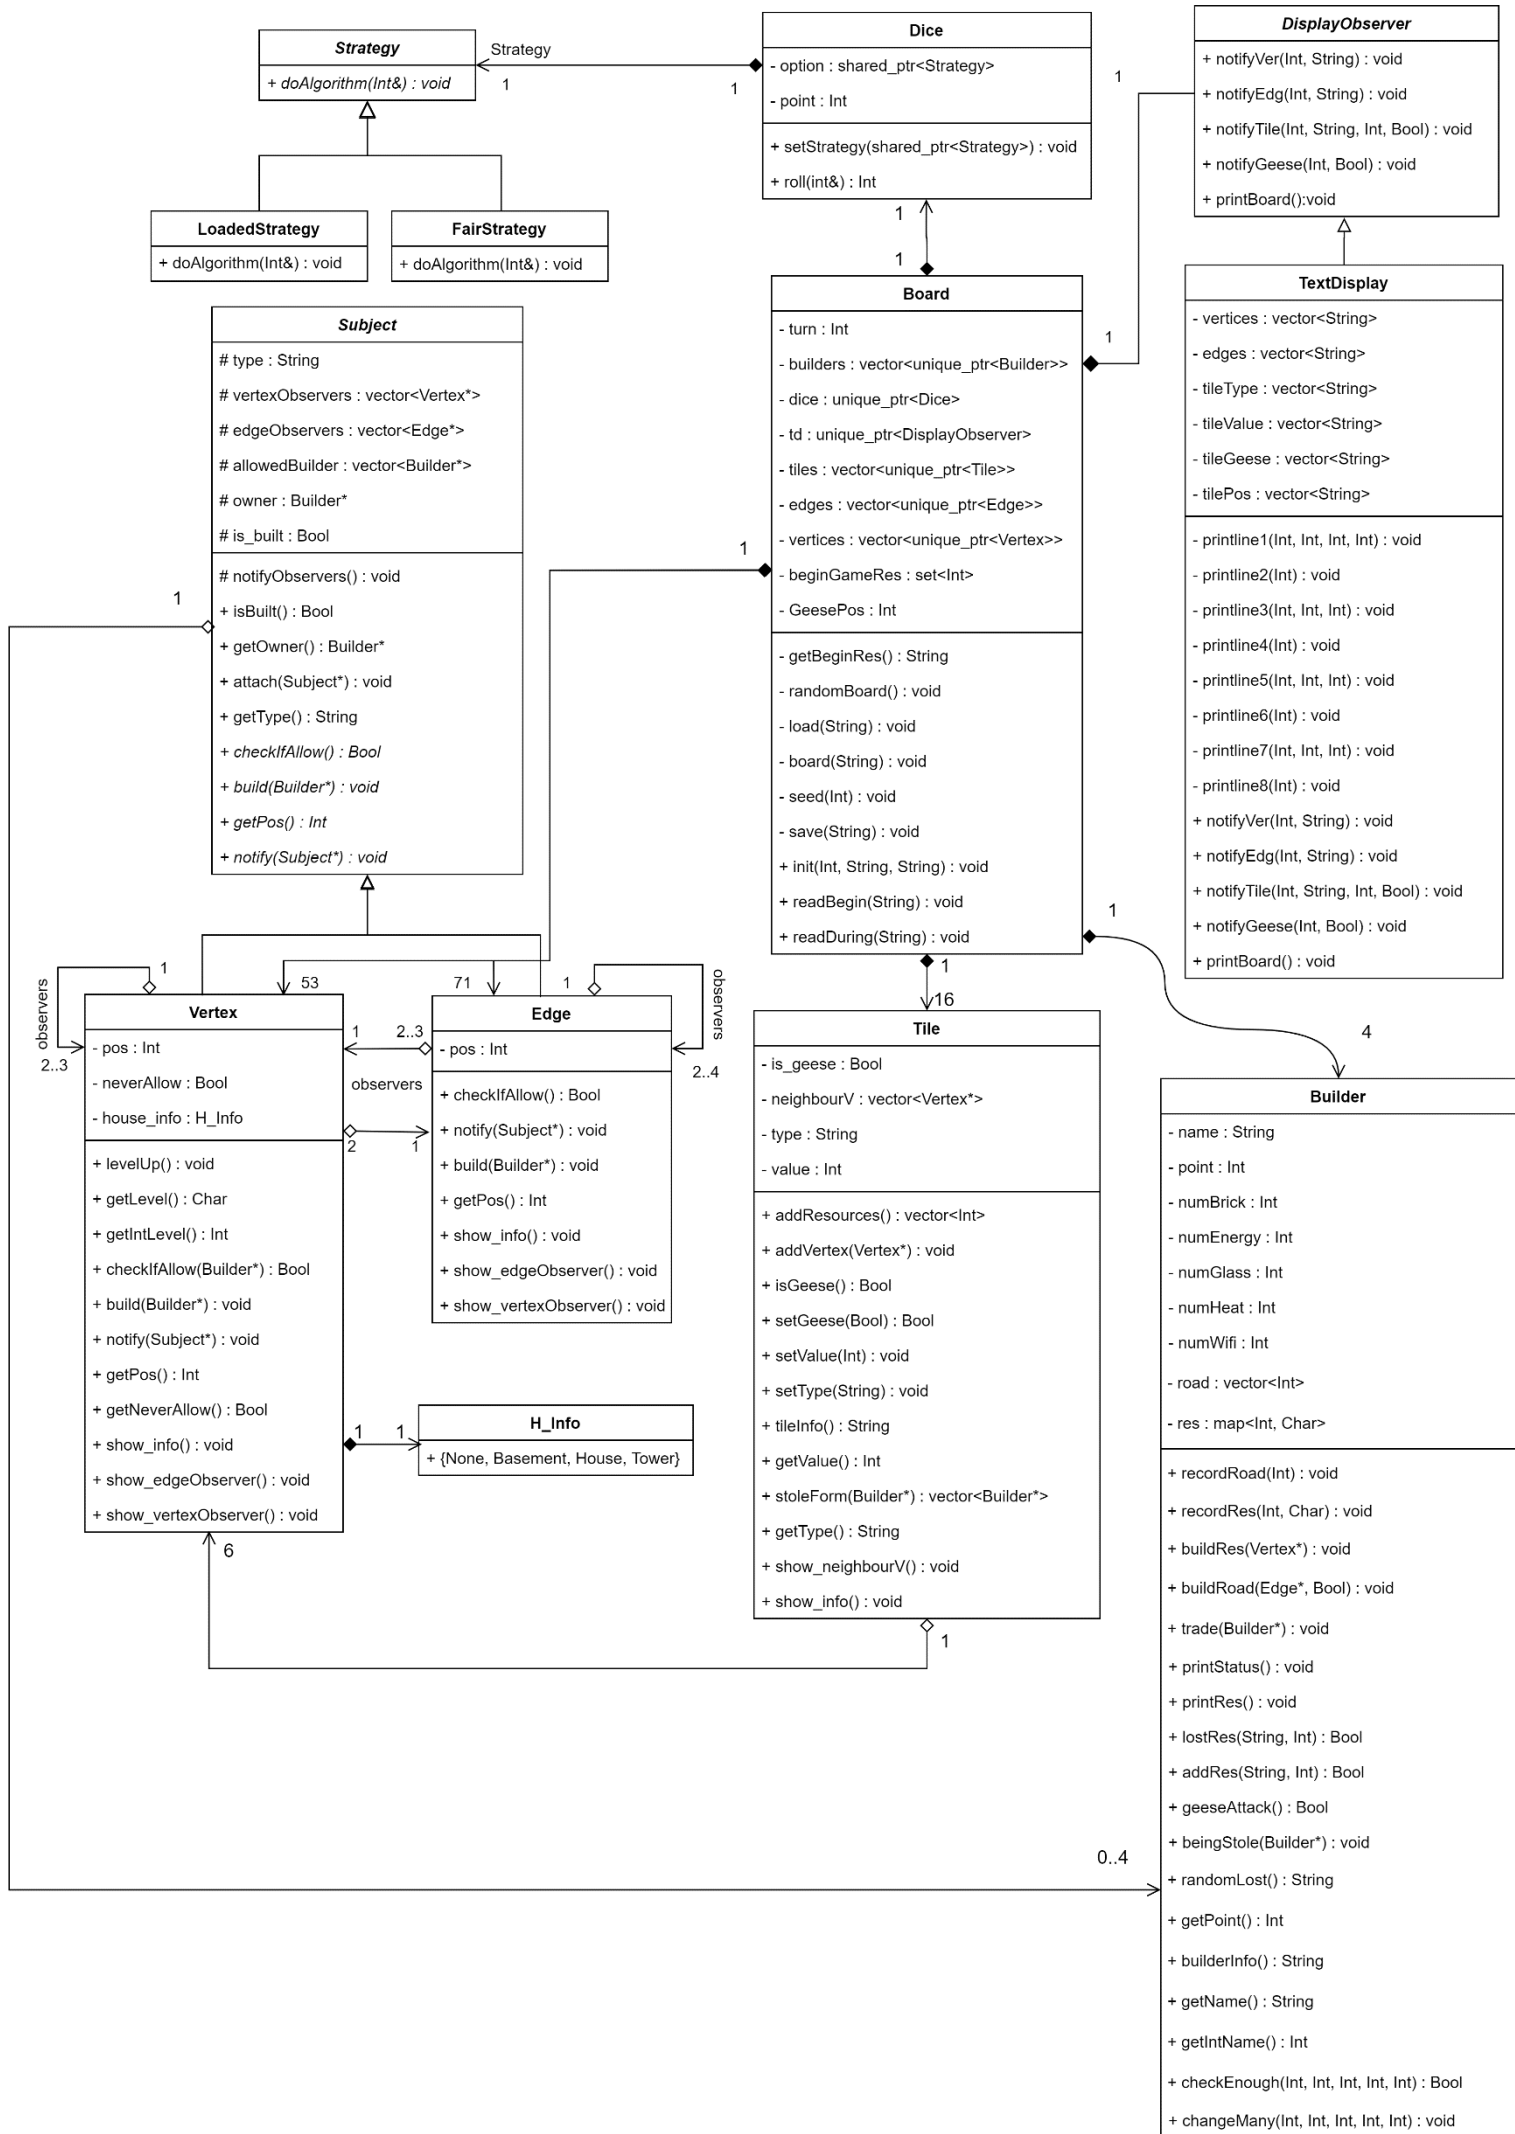 Strategy
+ doAlgorithm(Int&) : void
Strategy
1
1
Dice
- option : shared_ptr<Strategy>
- point : Int
+ setStrategy(shared_ptr<Strategy>) : void
+ roll(int&) : Int
1
DisplayObserver
+ notifyVer(Int, String) : void
+ notifyEdg(Int, String) : void
+ notifyTile(Int, String, Int, Bool) : void
+ notifyGeese(Int, Bool) : void
+ printBoard():void
LoadedStrategy
+ doAlgorithm(Int&) : void
FairStrategy
+ doAlgorithm(Int&) : void
1
1
1
Subject
# type : String
# vertexObservers : vector<Vertex*>
# edgeObservers : vector<Edge*>
# allowedBuilder : vector<Builder*>
# owner : Builder*
# is_built : Bool
# notifyObservers() : void
+ isBuilt() : Bool
+ getOwner() : Builder*
+ attach(Subject*) : void
+ getType() : String
+ checkIfAllow() : Bool
+ build(Builder*) : void
+ getPos() : Int
+ notify(Subject*) : void
1
1
Board
- turn : Int
- builders : vector<unique_ptr<Builder>>
- dice : unique_ptr<Dice>
- td : unique_ptr<DisplayObserver>
- tiles : vector<unique_ptr<Tile>>
- edges : vector<unique_ptr<Edge>>
- vertices : vector<unique_ptr<Vertex>>
- beginGameRes : set<Int>
- GeesePos : Int
- getBeginRes() : String
- randomBoard() : void
- load(String) : void
- board(String) : void
- seed(Int) : void
- save(String) : void
+ init(Int, String, String) : void
+ readBegin(String) : void
+ readDuring(String) : void
TextDisplay
- vertices : vector<String>
- edges : vector<String>
- tileType : vector<String>
- tileValue : vector<String>
- tileGeese : vector<String>
- tilePos : vector<String>
- printline1(Int, Int, Int, Int) : void
- printline2(Int) : void
- printline3(Int, Int, Int) : void
- printline4(Int) : void
- printline5(Int, Int, Int) : void
- printline6(Int) : void
- printline7(Int, Int, Int) : void
- printline8(Int) : void
+ notifyVer(Int, String) : void
+ notifyEdg(Int, String) : void
+ notifyTile(Int, String, Int, Bool) : void
+ notifyGeese(Int, Bool) : void
+ printBoard() : void
1
1
16
4
observers
1
2..3
53
71
1
observers
2..4
Vertex
- pos : Int
- neverAllow : Bool
- house_info : H_Info
+ levelUp() : void
+ getLevel() : Char
+ getIntLevel() : Int
+ checkIfAllow(Builder*) : Bool
+ build(Builder*) : void
+ notify(Subject*) : void
+ getPos() : Int
+ getNeverAllow() : Bool
+ show_info() : void
+ show_edgeObserver() : void
+ show_vertexObserver() : void
1
2..3
observers
2
1
Edge
- pos : Int
+ checkIfAllow() : Bool
+ notify(Subject*) : void
+ build(Builder*) : void
+ getPos() : Int
+ show_info() : void
+ show_edgeObserver() : void
+ show_vertexObserver() : void
1
1
H_Info
+ {None, Basement, House, Tower}
6
Tile
- is_geese : Bool
- neighbourV : vector<Vertex*>
- type : String
- value : Int
+ addResources() : vector<Int>
+ addVertex(Vertex*) : void
+ isGeese() : Bool
+ setGeese(Bool) : Bool
+ setValue(Int) : void
+ setType(String) : void
+ tileInfo() : String
+ getValue() : Int
+ stoleForm(Builder*) : vector<Builder*>
+ getType() : String
+ show_neighbourV() : void
+ show_info() : void
1
Builder
- name : String
- point : Int
- numBrick : Int
- numEnergy : Int
- numGlass : Int
- numHeat : Int
- numWifi : Int
- road : vector<Int>
- res : map<Int, Char>
+ recordRoad(Int) : void
+ recordRes(Int, Char) : void
+ buildRes(Vertex*) : void
+ buildRoad(Edge*, Bool) : void
+ trade(Builder*) : void
+ printStatus() : void
+ printRes() : void
+ lostRes(String, Int) : Bool
+ addRes(String, Int) : Bool
+ geeseAttack() : Bool
+ beingStole(Builder*) : void
+ randomLost() : String
+ getPoint() : Int
+ builderInfo() : String
+ getName() : String
+ getIntName() : Int
+ checkEnough(Int, Int, Int, Int, Int) : Bool
+ changeMany(Int, Int, Int, Int, Int) : void
0..4